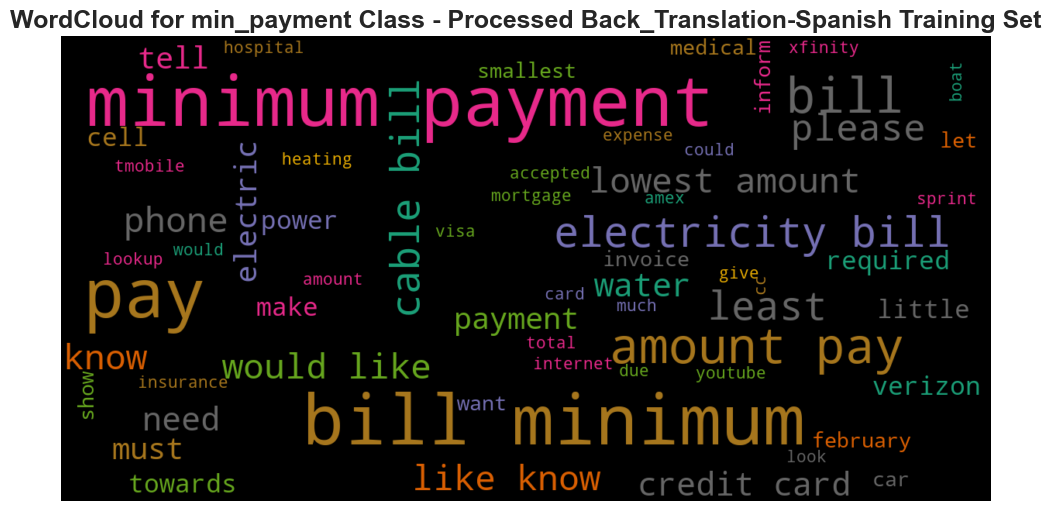 WordCloud for min_payment Class - Processed Back_Translation-Spanish Training Set
hospital
medical
xfinity
tell
smallest
inform
boat
minimum payment
cable bill
bill
please
cell
expense
could
let
electric
heating
tmobile
accepted
lowest amount
mortgage
amex
sprint
phone
power
visa
electricity bill
would
lookup
invoice
required
amount
give
cc
water
pay
make
card
much
least
little
payment
total
amount pay
know
would like
internet
due
youtube
show
insurance
verizon
bill minimum
want
need
february
must
look
towards
like know
credit card
car